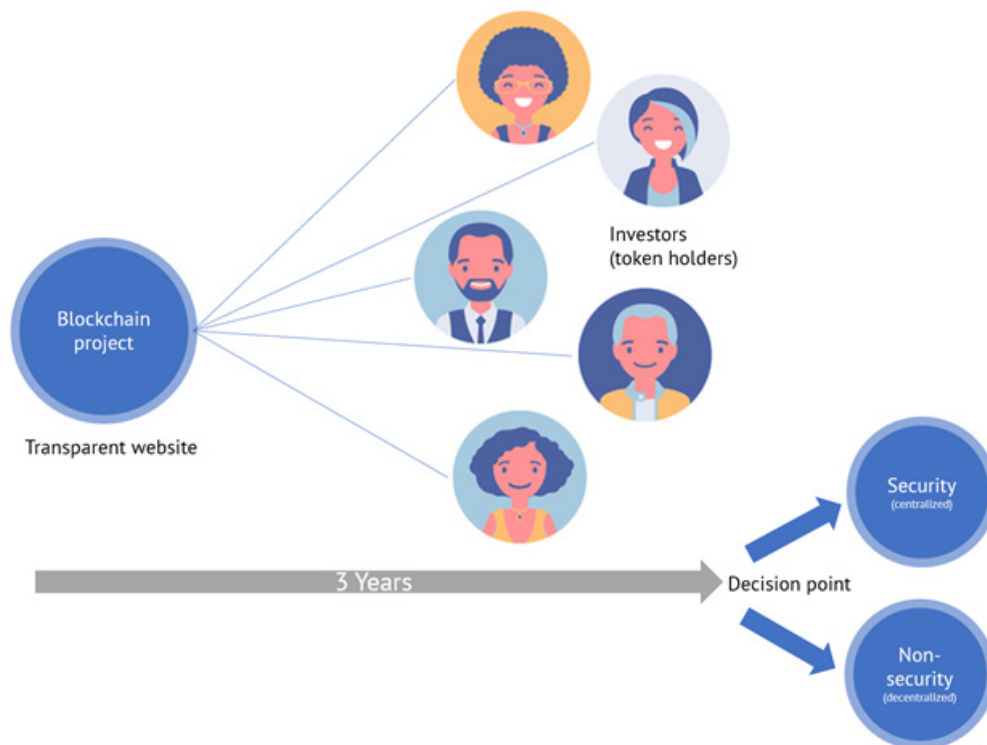 Blockchain
project
Transparent website
Investors
(token holders)
3 Years
Decision point
Security
(centralized)
Non-
security
(decentralized)